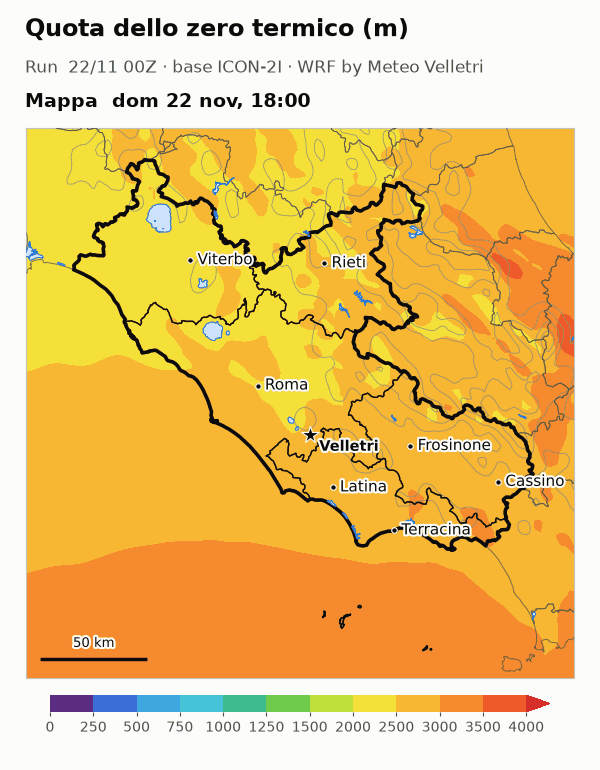 Quota dello zero termico (m)
Run  22/11 00Z · base ICON-2I · WRF by Meteo Velletri
Mappa  dom 22 nov, 18:00
Viterbo
Rieti
Roma
Velletri
Frosinone
Cassino
Latina
Terracina
50 km
0 250 500 750 1000 1250 1500 2000 2500 3000 3500 4000